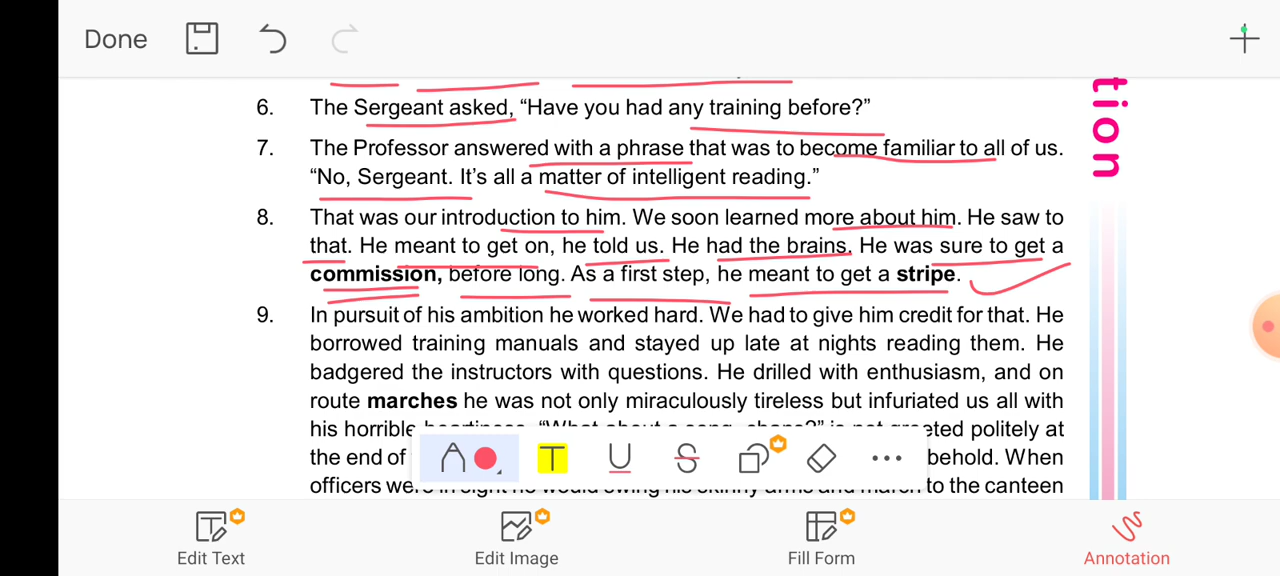 Done
tion
6. The Sergeant asked, “Have you had any training before?”
7. The Professor answered with a phrase that was to become familiar to all of us.
“No, Sergeant. It’s all a matter of intelligent reading.”
8. That was our introduction to him. We soon learned more about him. He saw to
that. He meant to get on, he told us. He had the brains. He was sure to get a
commission, before long. As a first step, he meant to get a stripe.
9. In pursuit of his ambition he worked hard. We had to give him credit for that. He
borrowed training manuals and stayed up late at nights reading them. He
badgered the instructors with questions. He drilled with enthusiasm, and on
route marches he was not only miraculously tireless but infuriated us all with
his horrible politely at
the end of behold. When
officers to the canteen
Edit Text
Edit Image
Fill Form
Annotation